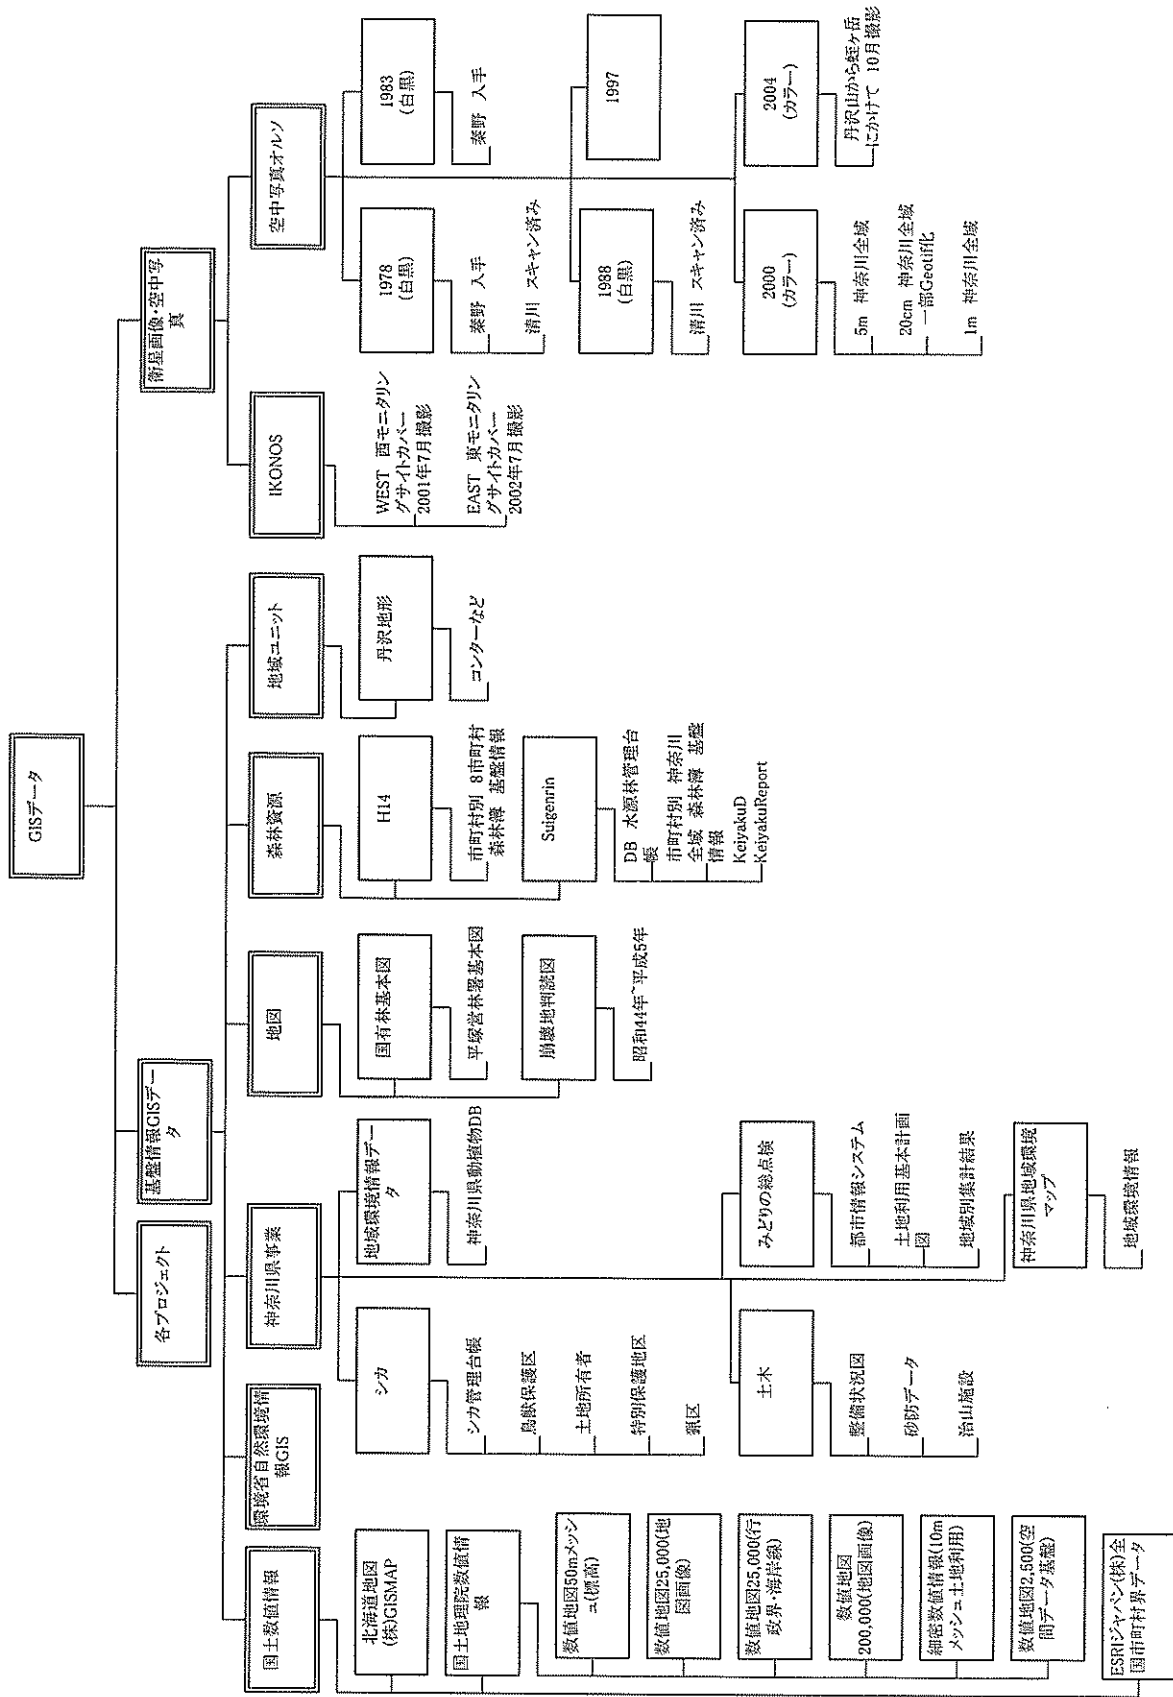 GISデータ
各プロジェクト
基盤情報GISデー
タ
衛星画像・空中写
真
国土数値情報
北海道地図
(株)GISMAP
国土地理院数値情
報
数値地図50mメッシ
ュ(標高)
数値地図25,000(地
図画像)
数値地図25,000(行
政界・海岸線)
数値地図
200,000(地図画像)
細密数値情報(10m
メッシュ土地利用)
数値地図2,500(空
間データ基盤)
ESRIジャパン(株)全
国市町村界データ
環境省自然環境情
報GIS
神奈川県事業
シカ
シカ管理台帳
鳥獣保護区
土地所有者
特別保護地区
猟区
地域環境情報デー
タ
神奈川県動植物DB
土木
整備状況図
砂防データ
治山施設
みどりの総点検
都市情報システム
土地利用基本計画
図
地域別集計結果
神奈川県地域環境
マップ
地域環境情報
地図
国有林基本図
平塚営林署基本図
崩壊地判読図
昭和44年~平成5年
森林資源
H14
市町村別 8市町村
森林簿 基盤情報
Suigenrin
DB 水源林管理台
帳
市町村別 神奈川
全域 森林簿 基盤
情報
KeiyakuD
KeiyakuReport
地域ユニット
丹沢地形
コンターなど
IKONOS
WEST 西モニタリン
グサイトカバー
2001年7月撮影
EAST 東モニタリン
グサイトカバー
2002年7月撮影
空中写真オルソ
1978
(白黒)
秦野 入手
清川 スキャン済み
1983
(白黒)
秦野 入手
1988
(白黒)
清川 スキャン済み
1997
2000
(カラー)
5m 神奈川全域
20cm 神奈川全域
一部Geotif化
1m 神奈川全域
2004
(カラー)
丹沢山から蛭ヶ岳
にかけて 10月撮影